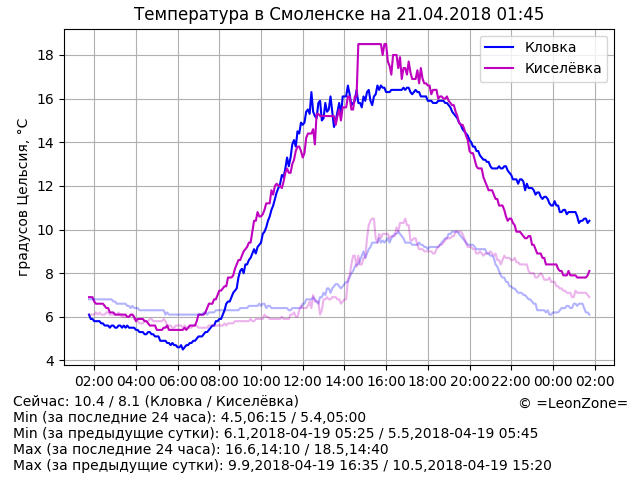 Температура в Смоленске на 21.04.2018 01:45
градусов Цельсия, °C
18
16
14
12
10
8
6
4
Кловка
Киселёвка
02:00 04:00 06:00 08:00 10:00 12:00 14:00 16:00 18:00 20:00 22:00 00:00 02:00
Сейчас: 10.4 / 8.1 (Кловка / Киселёвка)
© =LeonZone=
Min (за последние 24 часа): 4.5,06:15 / 5.4,05:00
Min (за предыдущие сутки): 6.1,2018-04-19 05:25 / 5.5,2018-04-19 05:45
Max (за последние 24 часа): 16.6,14:10 / 18.5,14:40
Max (за предыдущие сутки): 9.9,2018-04-19 16:35 / 10.5,2018-04-19 15:20